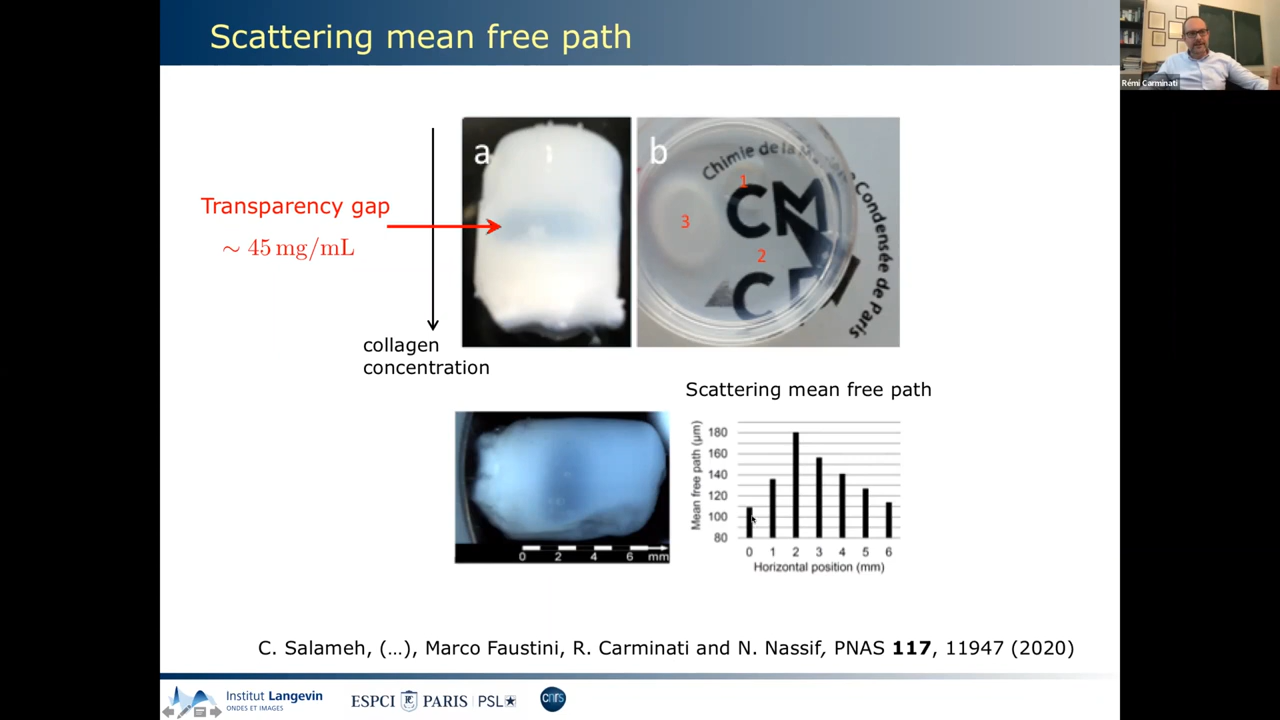 Scattering mean free path
Rémi Carminati
a
b
Chimie de la
Condensée de Paris
CM
1
2
3
Transparency gap
~ 45 mg/mL
collagen
concentration
Scattering mean free path
Mean free path (µm)
180
160
140
120
100
80
0 1 2 3 4 5 6
Horizontal position (mm)
0 2 4 6 mm
C. Salameh, (…), Marco Faustini, R. Carminati and N. Nassif, PNAS 117, 11947 (2020)
Institut Langevin
ONDES ET IMAGES
ESPCI PARIS PSL★
cnrs